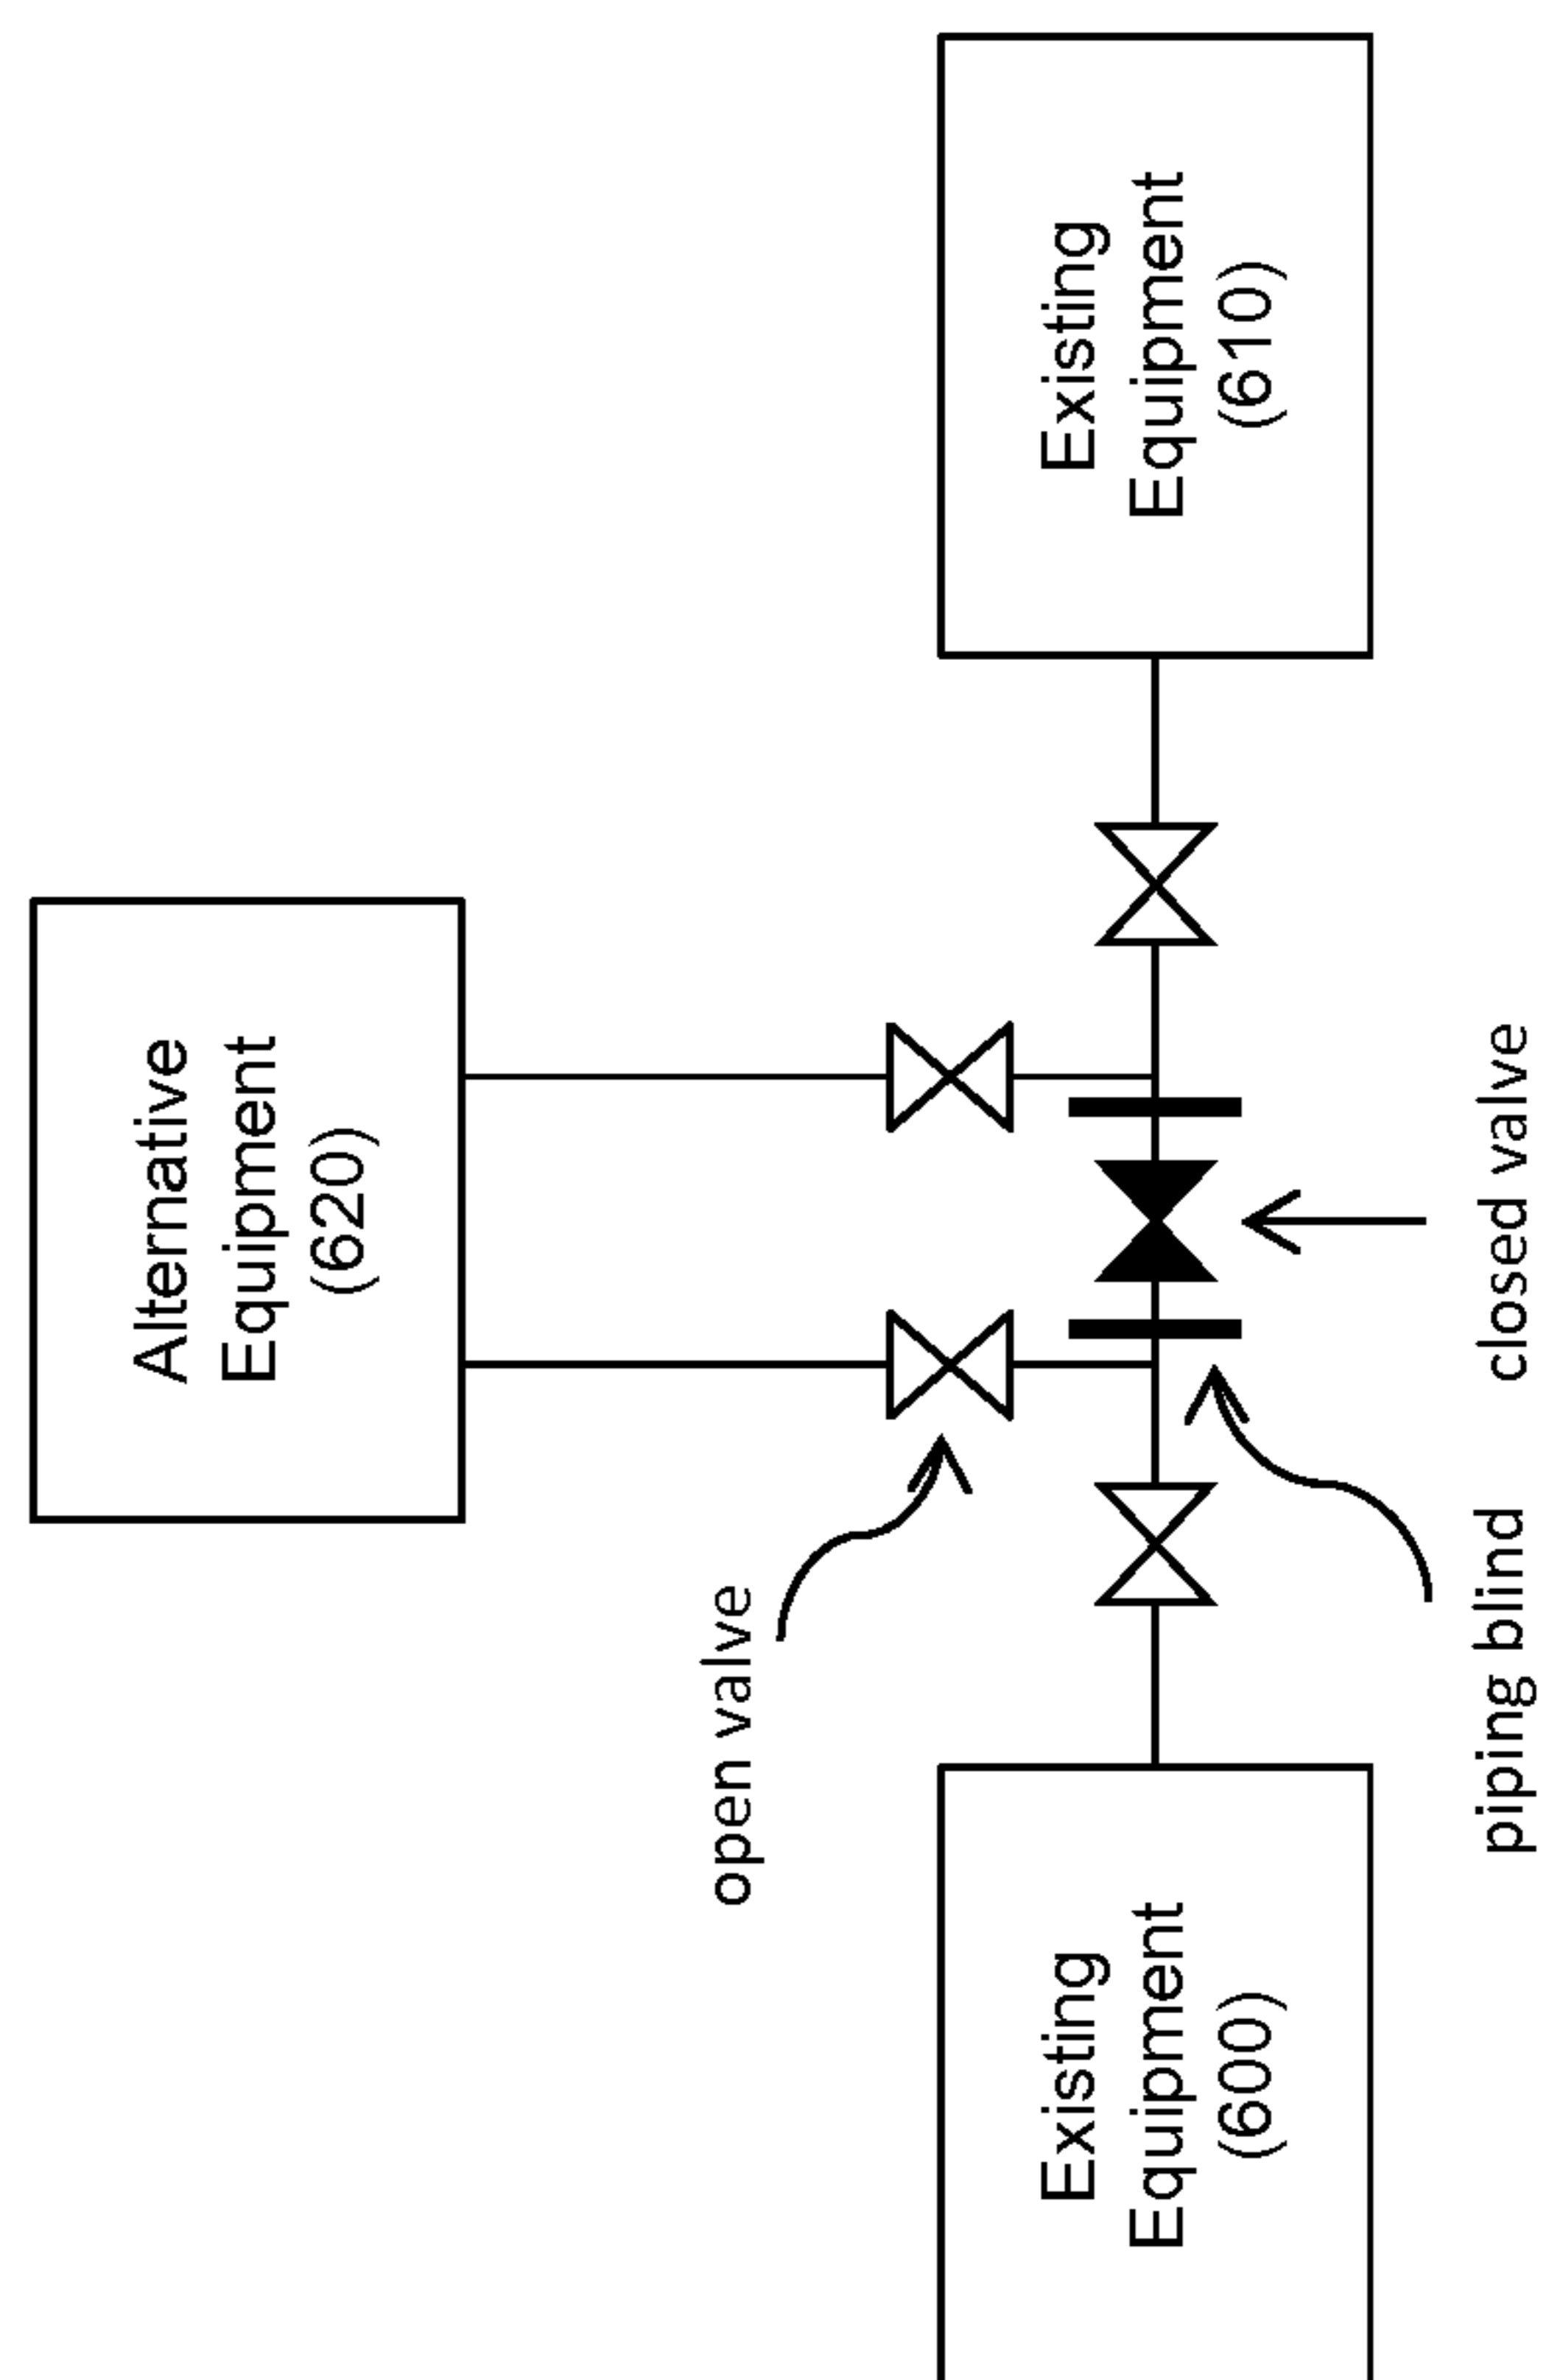 Alternative
Equipment
(620)
open valve
Existing
Equipment
(600)
Existing
Equipment
(610)
piping blind
closed valve